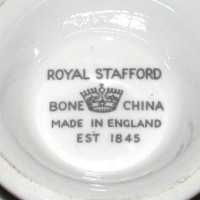 ROYAL STAFFORD
BONE CHINA
MADE IN ENGLAND
EST 1845